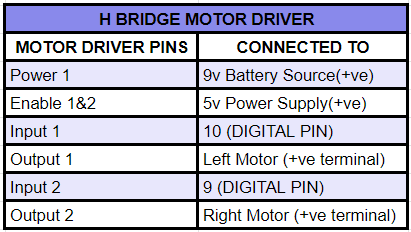 H BRIDGE MOTOR DRIVER
MOTOR DRIVER PINS CONNECTED TO
Power 1 9v Battery Source(+ve)
Enable 1&2 5v Power Supply(+ve)
Input 1 10 (DIGITAL PIN)
Output 1 Left Motor (+ve terminal)
Input 2 9 (DIGITAL PIN)
Output 2 Right Motor (+ve terminal)